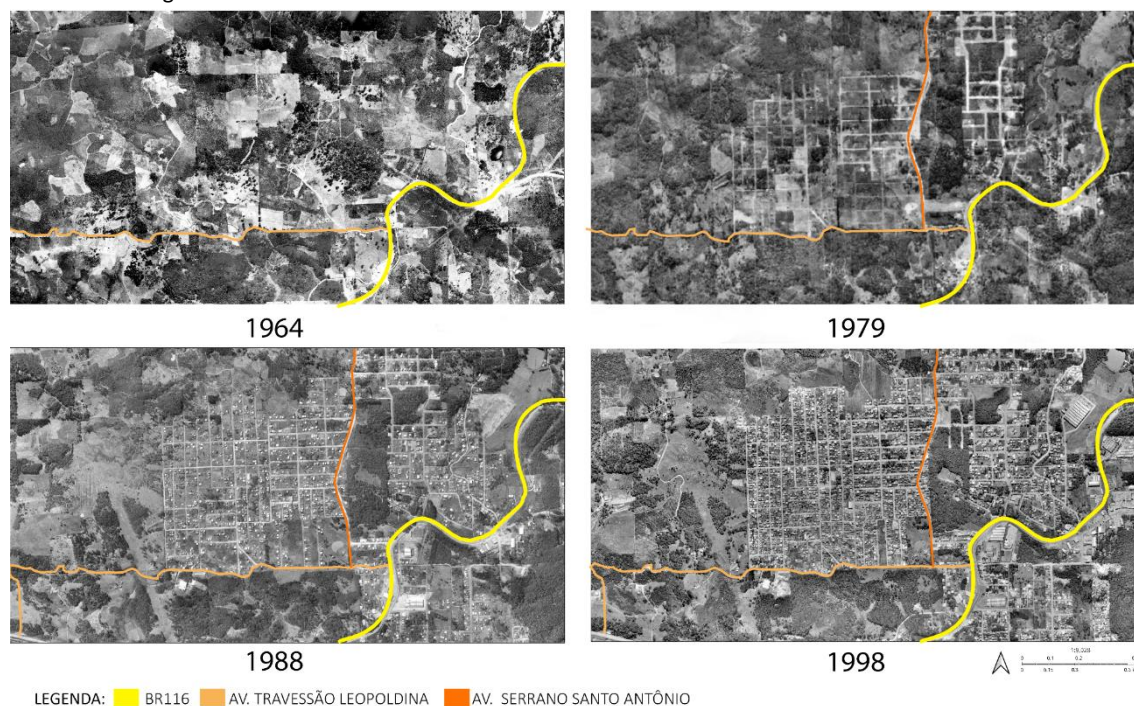 1964
1979
1988
1998
LEGENDA: BR116 AV. TRAVESSÃO LEOPOLDINA AV. SERRANO SANTO ANTÔNIO